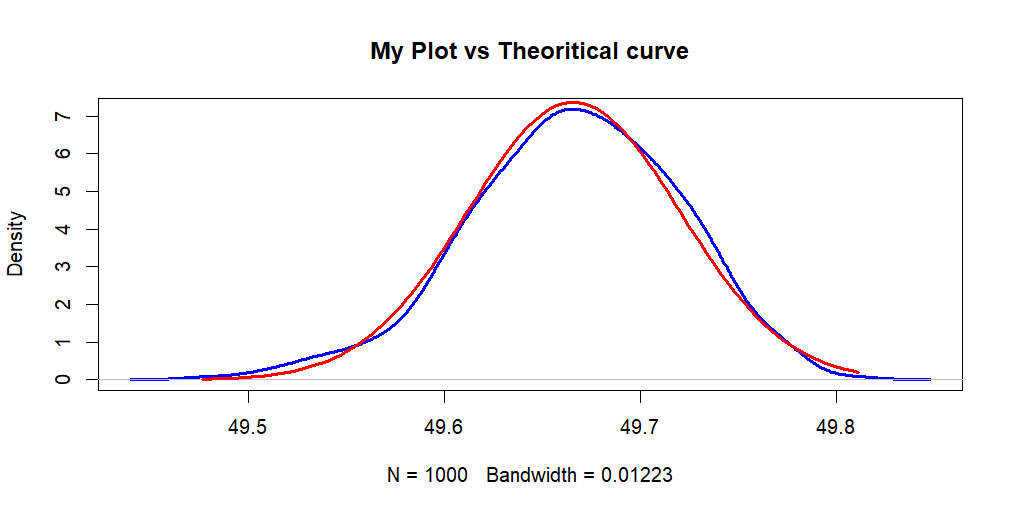 My Plot vs Theoritical curve
Density
7
6
5
4
3
2
1
0
49.5 49.6 49.7 49.8
N = 1000 Bandwidth = 0.01223